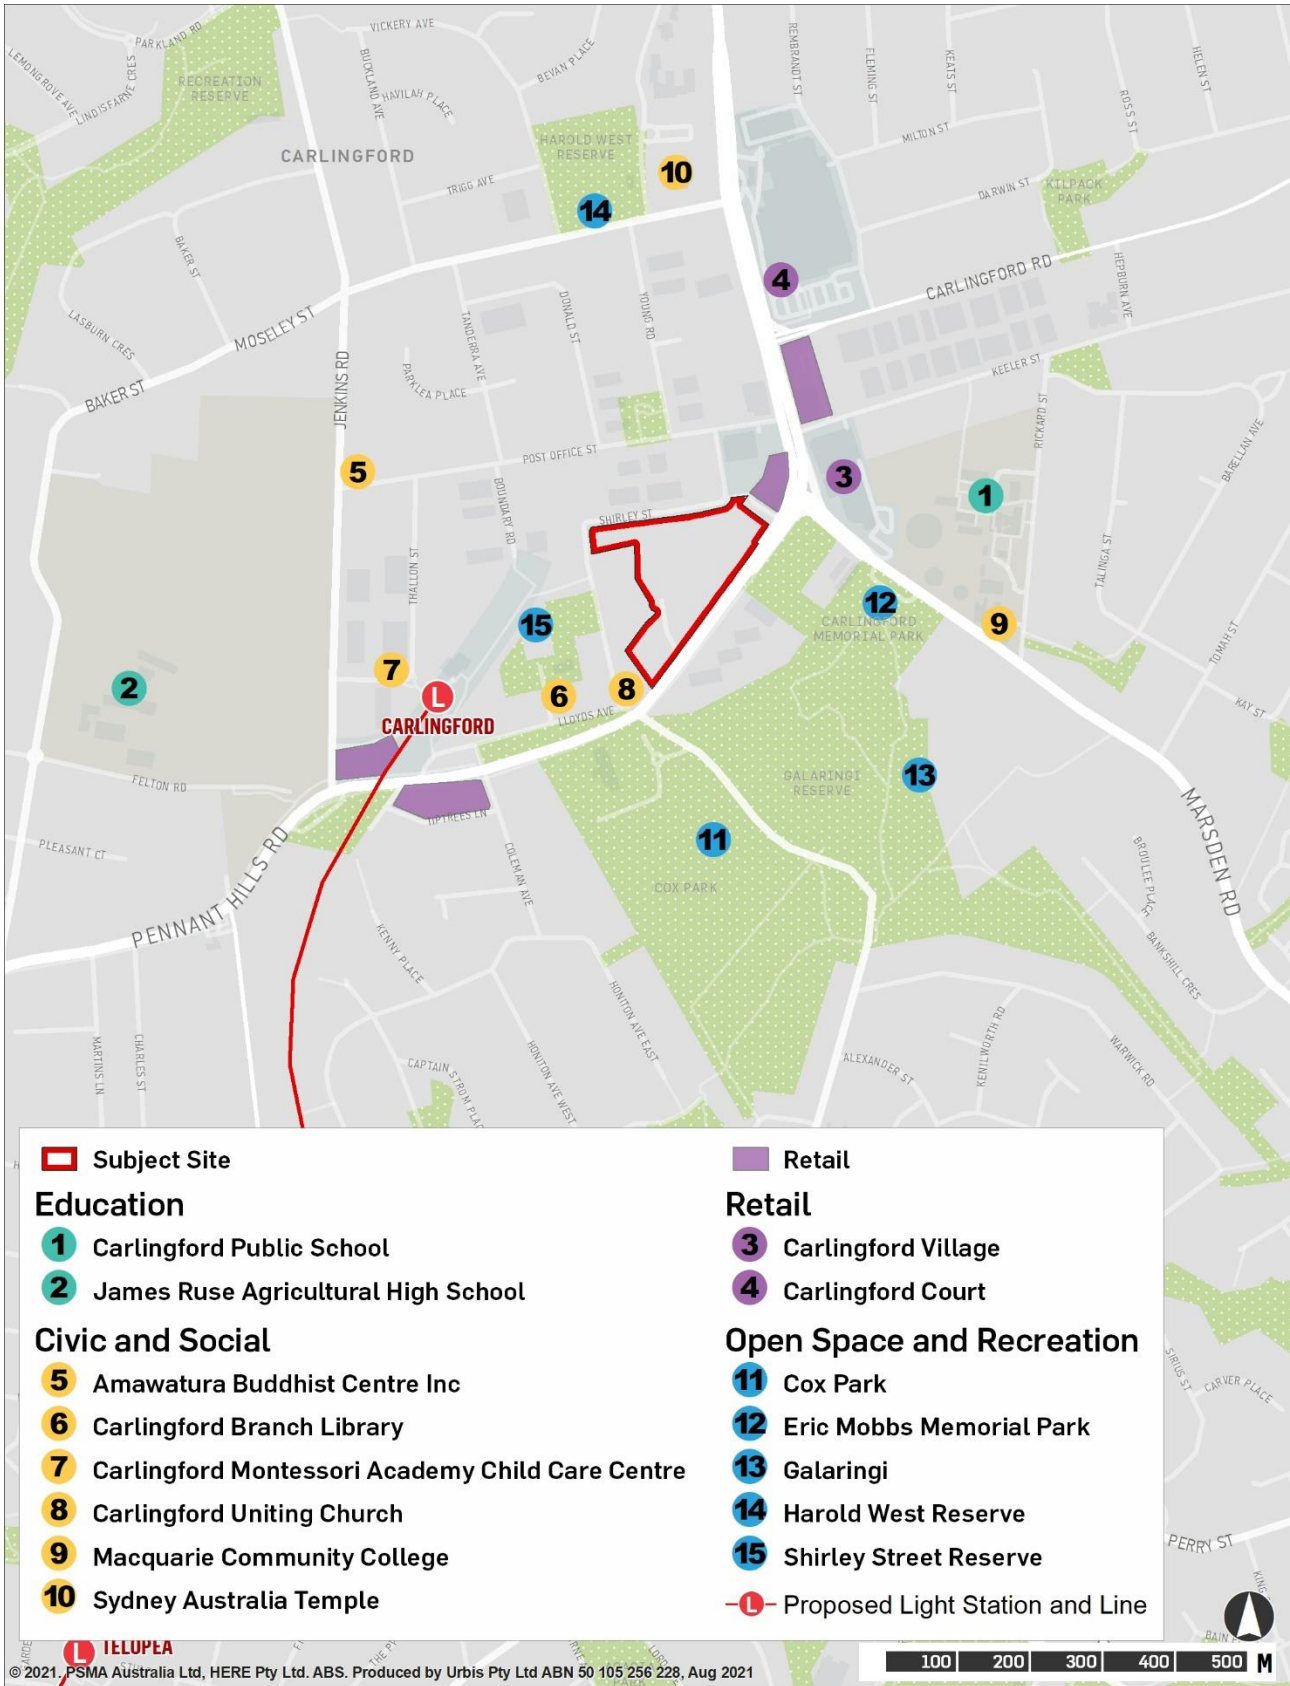 PARKLAND RD
VICKERY AVE
LEMONGROVE AVE
LINDISFARNE CRES
RECREATION
RESERVE
BUCKLAND AVE
HAVILAH PLACE
BEVAN PLACE
REMBRANDT ST
FLEMING ST
KEATS ST
HELEN ST
ROSS ST
MILTON ST
CARLINGFORD
HAROLD WEST
RESERVE
10
TRIGG AVE
14
DARWIN ST
KILPACK
PARK
BAKER ST
4
CARLINGFORD RD
HEPBURN AVE
LASBURN CRES
MOSELEY ST
DONALD ST
YOUNG RD
TANDERRA AVE
PARKLEA PLACE
JENKINS RD
KEELER ST
BAKER ST
RICKARD ST
BARELLAN AVE
POST OFFICE ST
5
3
1
BOUNDARY RD
SHIRLEY ST
THALLON ST
TALINGA ST
15
12
CARLINGFORD
MEMORIAL PARK
9
TOMAH ST
2
7
L
6
8
KAY ST
CARLINGFORD
LLOYDS AVE
FELTON RD
GALARINGI
RESERVE
13
TIPTREES LN
MARSDEN RD
PLEASANT CT
PENNANT HILLS RD
COLEMAN AVE
11
COX PARK
BROULEE PLACE
KENNY PLACE
BANKSHILL CRES
HONITON AVE EAST
MARTINS LN
CHARLES ST
CAPTAIN STROM PLAC
HONITON AVE WEST
ALEXANDER ST
KENILWORTH RD
WARWICK RD
Subject Site
Education
1 Carlingford Public School
2 James Ruse Agricultural High School
Civic and Social
5 Amawatura Buddhist Centre Inc
6 Carlingford Branch Library
7 Carlingford Montessori Academy Child Care Centre
8 Carlingford Uniting Church
9 Macquarie Community College
10 Sydney Australia Temple
Retail
Retail
3 Carlingford Village
4 Carlingford Court
Open Space and Recreation
11 Cox Park
12 Eric Mobbs Memorial Park
13 Galaringi
14 Harold West Reserve
15 Shirley Street Reserve
L Proposed Light Station and Line
SIRIUS ST
CARVER PLACE
PERRY ST
KING
BAIN
L TELOPEA
THE P
PARK
© 2021. PSMA Australia Ltd, HERE Pty Ltd. ABS. Produced by Urbis Pty Ltd ABN 50 105 256 228, Aug 2021
100 200 300 400 500 M